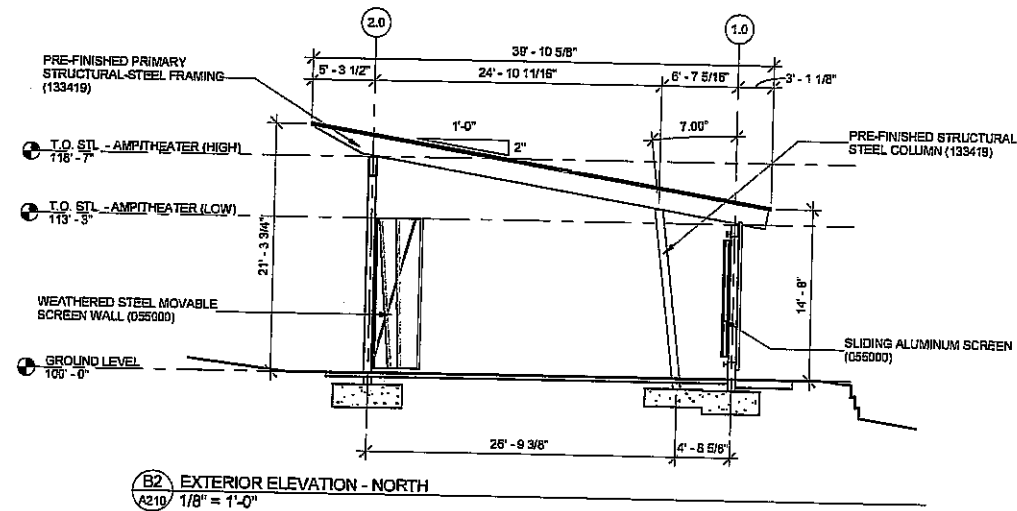 2.0
1.0
39' - 10 5/8"
5' - 3 1/2"
24' - 10 11/16"
6' - 7 5/16"
3' - 1 1/8"
PRE-FINISHED PRIMARY
STRUCTURAL-STEEL FRAMING
(133419)
1'-0"
2"
7.00"
PRE-FINISHED STRUCTURAL
STEEL COLUMN (133419)
T.O. STL - AMPITHEATER (HIGH)
116' - 7"
T.O. STL - AMPITHEATER (LOW)
113' - 3"
21' - 3 3/4"
14' - 8"
WEATHERED STEEL MOVABLE
SCREEN WALL (055000)
SLIDING ALUMINUM SCREEN
(055000)
GROUND LEVEL
100' - 0"
26' - 9 3/8"
4' - 8 5/8"
B2
A210
EXTERIOR ELEVATION - NORTH
1/8" = 1'-0"